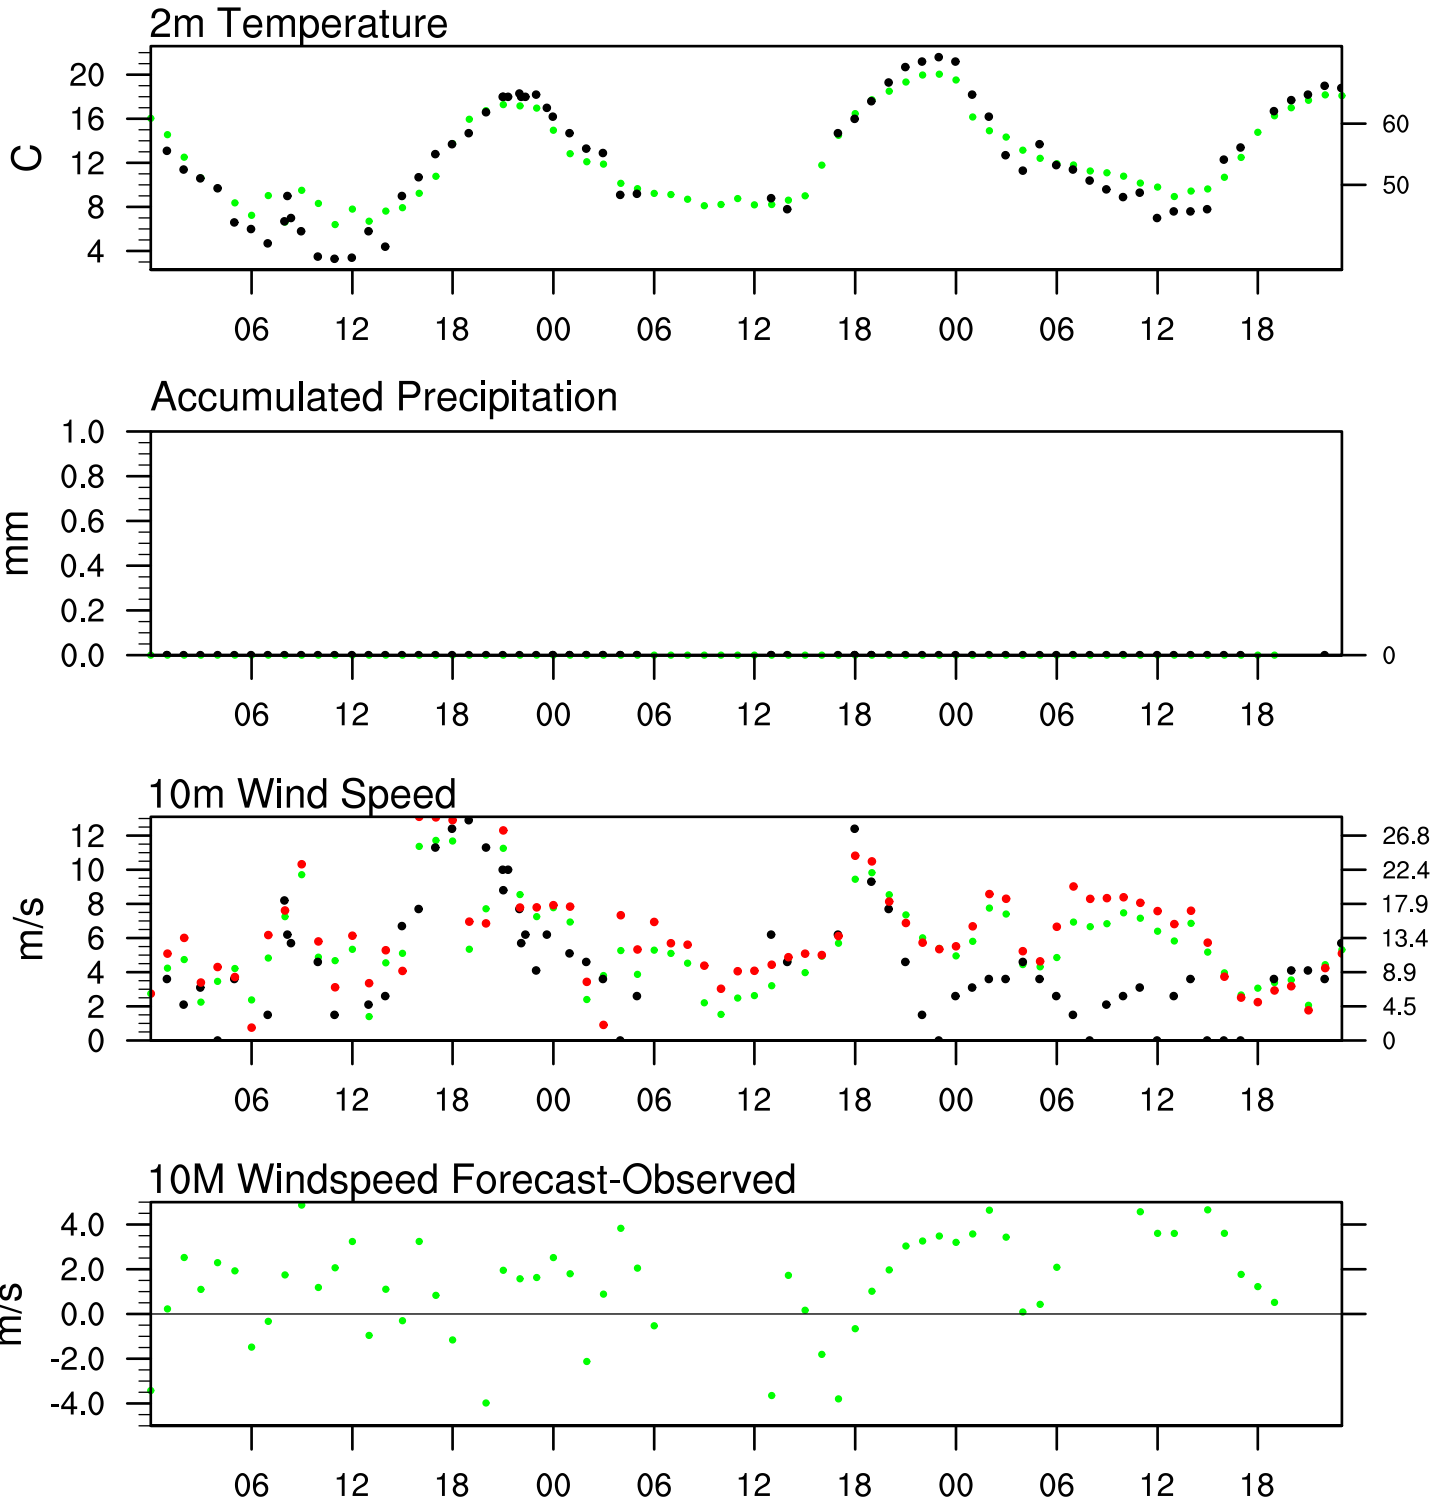 2m Temperature
20
16
12
8
4
C
60
50
06 12 18 00 06 12 18 00 06 12 18
Accumulated Precipitation
1.0
0.8
0.6
0.4
0.2
0.0
mm
0
06 12 18 00 06 12 18 00 06 12 18
10m Wind Speed
12
10
8
6
4
2
0
m/s
26.8
22.4
17.9
13.4
8.9
4.5
0
06 12 18 00 06 12 18 00 06 12 18
10M Windspeed Forecast-Observed
4.0
2.0
0.0
-2.0
-4.0
m/s
06 12 18 00 06 12 18 00 06 12 18